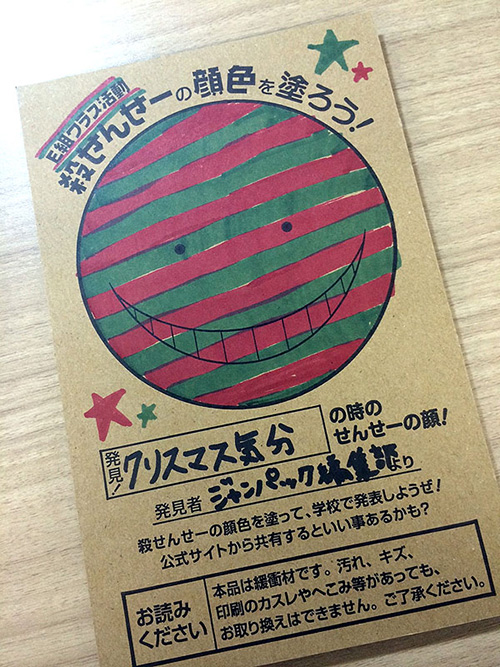 E組クラブ活動
殺せんせーの顔色を塗ろう!
発見!
クリスマス気分
の時の
せんせーの顔!
発見者 ジャンパック編集部より
殺せんせーの顔色を塗って、学校で発表しようぜ!
公式サイトから共有するといい事あるかも?
お読み
ください
本品は緩衝材です。汚れ、キズ、
印刷のカスレやへこみ等があっても、
お取り換えはできません。ご了承ください。